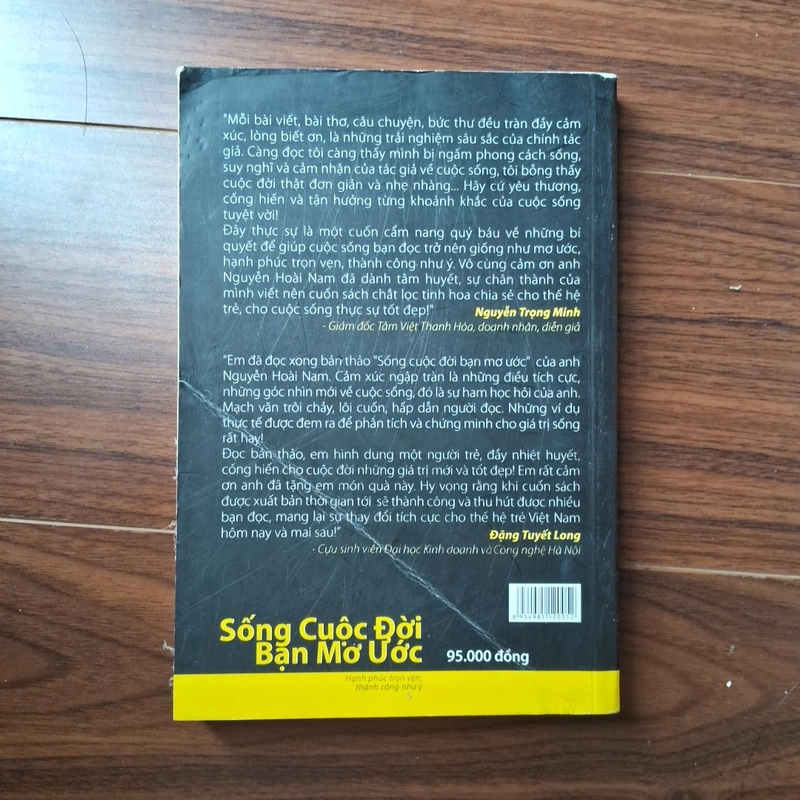 "Mỗi bài viết, bài thơ, câu chuyện, bức thư đều tràn đầy cảm
xúc, lòng biết ơn, là những trải nghiệm sâu sắc của chính tác
giả. Càng đọc tôi càng thấy mình bị ngấm phong cách sống,
suy nghĩ và cảm nhận của tác giả về cuộc sống, tôi bỗng thấy
cuộc đời thật đơn giản và nhẹ nhàng... Hãy cứ yêu thương,
cống hiến và tận hưởng từng khoảnh khắc của cuộc sống
tuyệt vời!
Đây thực sự là một cuốn cẩm nang quý báu về những bí
quyết để giúp cuộc sống bạn đọc trở nên giống như mơ ước,
hạnh phúc trọn vẹn, thành công như ý. Vô cùng cảm ơn anh
Nguyễn Hoài Nam đã dành tâm huyết, sự chân thành của
mình viết nên cuốn sách chắt lọc tinh hoa chia sẻ cho thế hệ
trẻ, cho cuộc sống thực sự tốt đẹp!" Nguyễn Trọng Minh
- Giám đốc Tâm Việt Thanh Hóa, doanh nhân, diễn giả
"Em đã đọc xong bản thảo "Sống cuộc đời bạn mơ ước" của anh
Nguyễn Hoài Nam. Cảm xúc ngập tràn là những điều tích cực,
những góc nhìn mới về cuộc sống, đó là sự ham học hỏi của anh.
Mạch văn trôi chảy, lôi cuốn, hấp dẫn người đọc. Những ví dụ
thực tế được đem ra để phân tích và chứng minh cho giá trị sống
rất hay!
Đọc bản thảo, em hình dung một người trẻ, đầy nhiệt huyết,
cống hiến cho cuộc đời những giá trị mới và tốt đẹp! Em rất cảm
ơn anh đã tặng em món quà này. Hy vọng rằng khi cuốn sách
được xuất bản thời gian tới sẽ thành công và thu hút được nhiều
bạn đọc, mang lại sự thay đổi tích cực cho thế hệ trẻ Việt Nam
hôm nay và mai sau!" Đặng Tuyết Long
- Cựu sinh viên Đại học Kinh doanh và Công nghệ Hà Nội
8 934985 120052
Sống Cuộc Đời
Bạn Mơ Ước 95.000 đồng
Hạnh phúc trọn vẹn,
thành công như ý